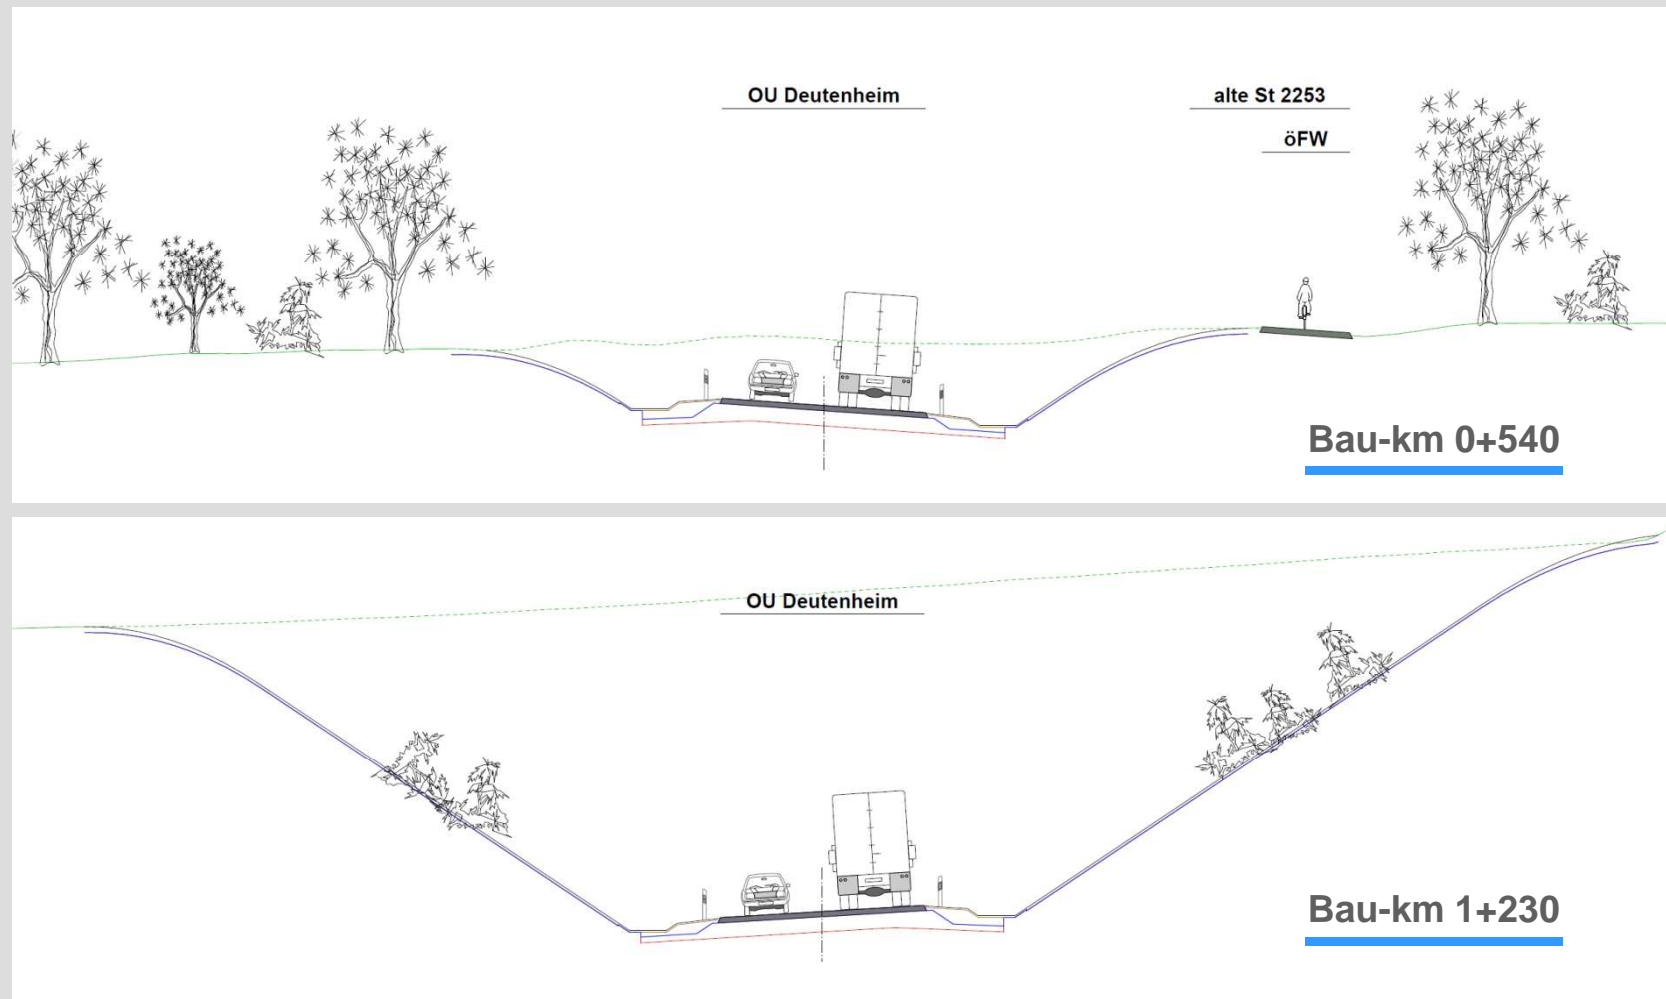 OU Deutenheim
alte St 2253
öFW
Bau-km 0+540
OU Deutenheim
Bau-km 1+230